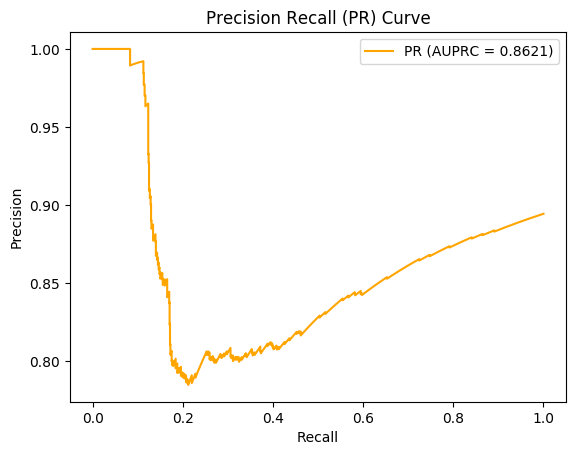 Precision Recall (PR) Curve
PR (AUPRC = 0.8621)
1.00
0.95
0.90
0.85
0.80
Precision
0.0 0.2 0.4 0.6 0.8 1.0
Recall